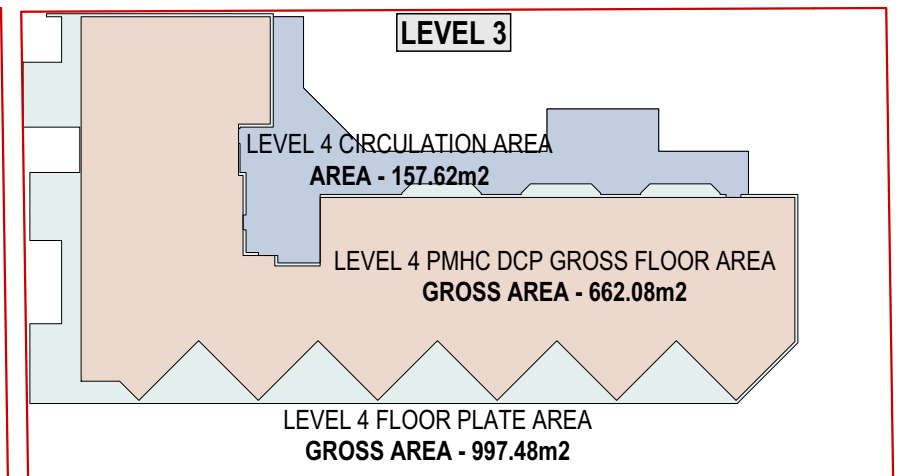 LEVEL 3
LEVEL 4 CIRCULATION AREA
AREA - 157.62m2
LEVEL 4 PMHC DCP GROSS FLOOR AREA
GROSS AREA - 662.08m2
LEVEL 4 FLOOR PLATE AREA
GROSS AREA - 997.48m2